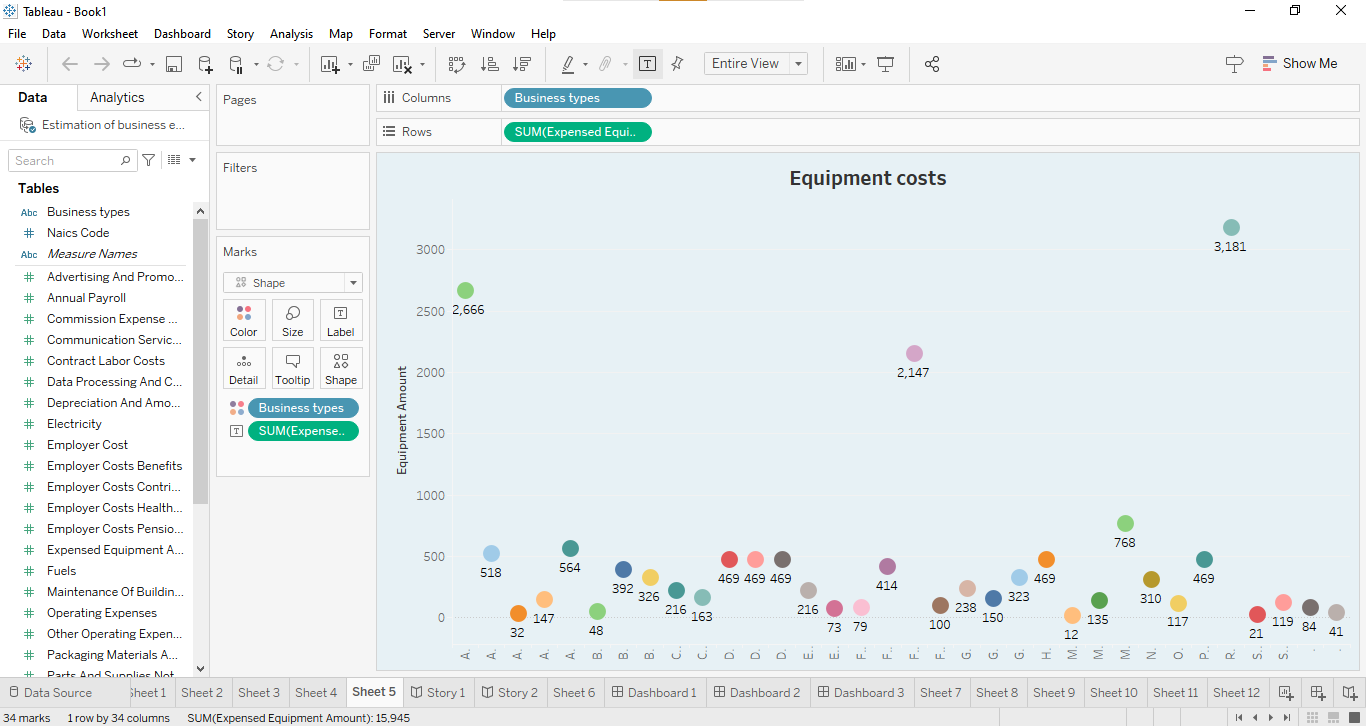 Tableau - Book1
File Data Worksheet Dashboard Story Analysis Map Format Server Window Help
Entire View
Show Me
Data Analytics
Estimation of business e...
Search
Tables
Abc Business types
# Naics Code
Abc Measure Names
# Advertising And Promo...
# Annual Payroll
# Commission Expense ...
# Communication Servic...
# Contract Labor Costs
# Data Processing And C...
# Depreciation And Amo...
# Electricity
# Employer Cost
# Employer Costs Benefits
# Employer Costs Contri...
# Employer Costs Health...
# Employer Costs Pensio...
# Expensed Equipment A...
# Fuels
# Maintenance Of Buildin...
# Operating Expenses
# Other Operating Expen...
# Packaging Materials A...
# Parts And Supplies Not
Pages
Filters
Marks
Shape
Color Size Label
Detail Tooltip Shape
Business types
SUM(Expense..
Columns Business types
Rows SUM(Expensed Equi..
Equipment costs
Equipment Amount
3000
2500
2000
1500
1000
500
0
2,666
518
32
147
564
48
392
326
216
163
469
469
469
216
73
79
414
2,147
100
238
150
323
469
12
135
768
310
117
469
3,181
21
119
84
41
A. A. A. A. A. B. B. B. C. C. D. D. D. E. E. F. F. F. F. G. G. G. H. M. M. M. N. O. P. R. S. S. . .
Data Source Sheet 1 Sheet 2 Sheet 3 Sheet 4 Sheet 5 Story 1 Story 2 Sheet 6 Dashboard 1 Dashboard 2 Dashboard 3 Sheet 7 Sheet 8 Sheet 9 Sheet 10 Sheet 11 Sheet 12
34 marks 1 row by 34 columns SUM(Expensed Equipment Amount): 15,945